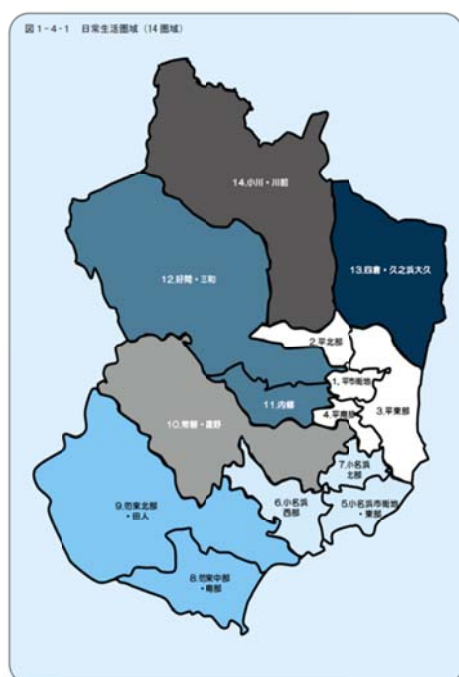 図1-4-1 日常生活圏域（14圏域）
14.小川・川前
13.四倉・久之浜大久
12.好間・三和
2.平北部
1.平市街地
11.内郷
4.平南部
3.平東部
10.常磐・遠野
7.小名浜
北部
9.勿来北部
・田人
6.小名浜
西部
5.小名浜市街地
・東部
8.勿来中部
・南部